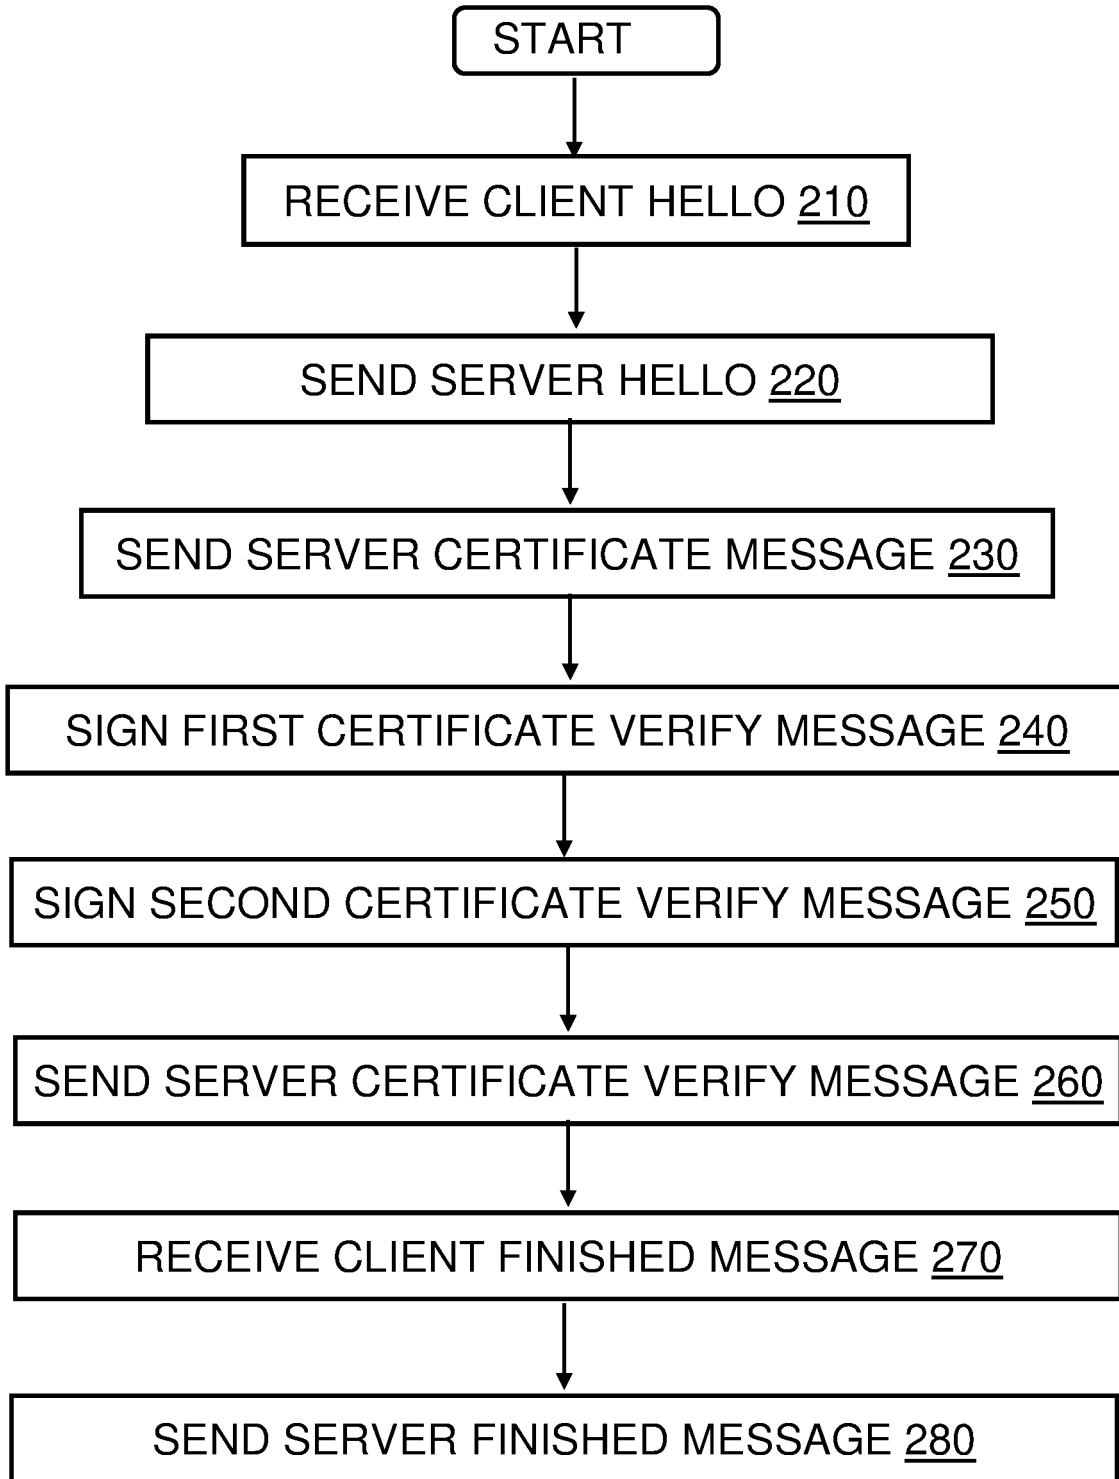 START
RECEIVE CLIENT HELLO 210
SEND SERVER HELLO 220
SEND SERVER CERTIFICATE MESSAGE 230
SIGN FIRST CERTIFICATE VERIFY MESSAGE 240
SIGN SECOND CERTIFICATE VERIFY MESSAGE 250
SEND SERVER CERTIFICATE VERIFY MESSAGE 260
RECEIVE CLIENT FINISHED MESSAGE 270
SEND SERVER FINISHED MESSAGE 280